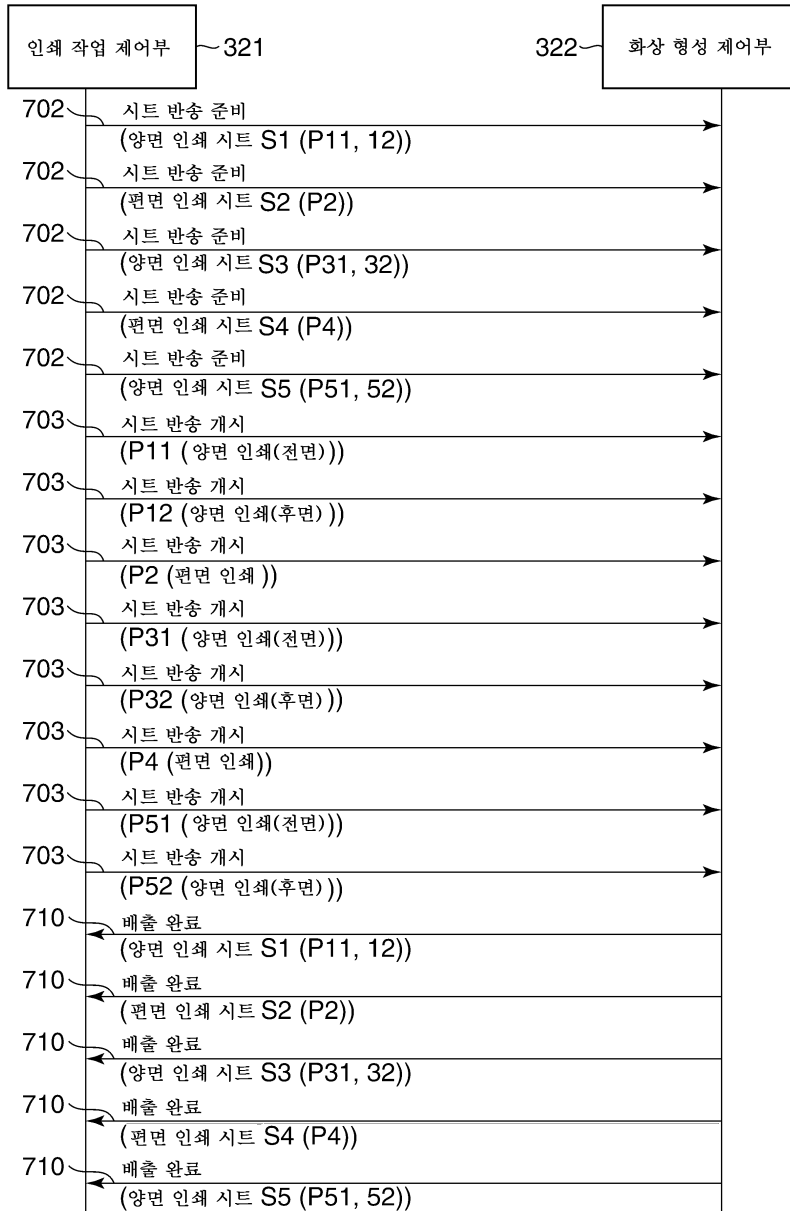 인쇄 작업 제어부
321
322
화상 형성 제어부
702
시트 반송 준비
(양면 인쇄 시트 S1 (P11, 12))
702
시트 반송 준비
(편면 인쇄 시트 S2 (P2))
702
시트 반송 준비
(양면 인쇄 시트 S3 (P31, 32))
702
시트 반송 준비
(편면 인쇄 시트 S4 (P4))
702
시트 반송 준비
(양면 인쇄 시트 S5 (P51, 52))
703
시트 반송 개시
(P11 (양면 인쇄(전면)))
703
시트 반송 개시
(P12 (양면 인쇄(후면)))
703
시트 반송 개시
(P2 (편면 인쇄))
703
시트 반송 개시
(P31 (양면 인쇄(전면)))
703
시트 반송 개시
(P32 (양면 인쇄(후면)))
703
시트 반송 개시
(P4 (편면 인쇄))
703
시트 반송 개시
(P51 (양면 인쇄(전면)))
703
시트 반송 개시
(P52 (양면 인쇄(후면)))
710
배출 완료
(양면 인쇄 시트 S1 (P11, 12))
710
배출 완료
(편면 인쇄 시트 S2 (P2))
710
배출 완료
(양면 인쇄 시트 S3 (P31, 32))
710
배출 완료
(편면 인쇄 시트 S4 (P4))
710
배출 완료
(양면 인쇄 시트 S5 (P51, 52))